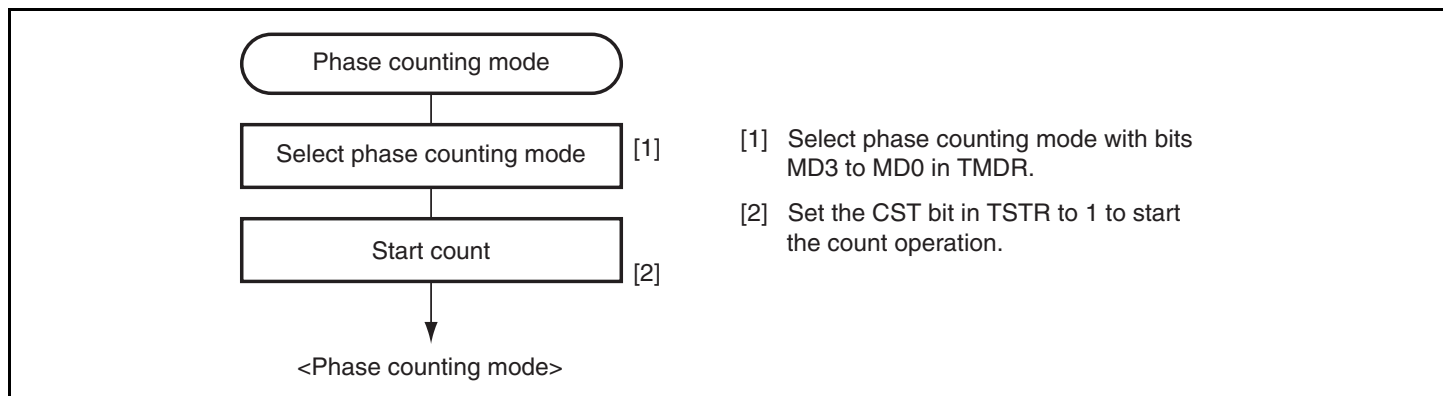 Phase counting mode
Select phase counting mode
[1]
Start count
[2]
<Phase counting mode>
[1] Select phase counting mode with bits
MD3 to MD0 in TMDR.
[2] Set the CST bit in TSTR to 1 to start
the count operation.